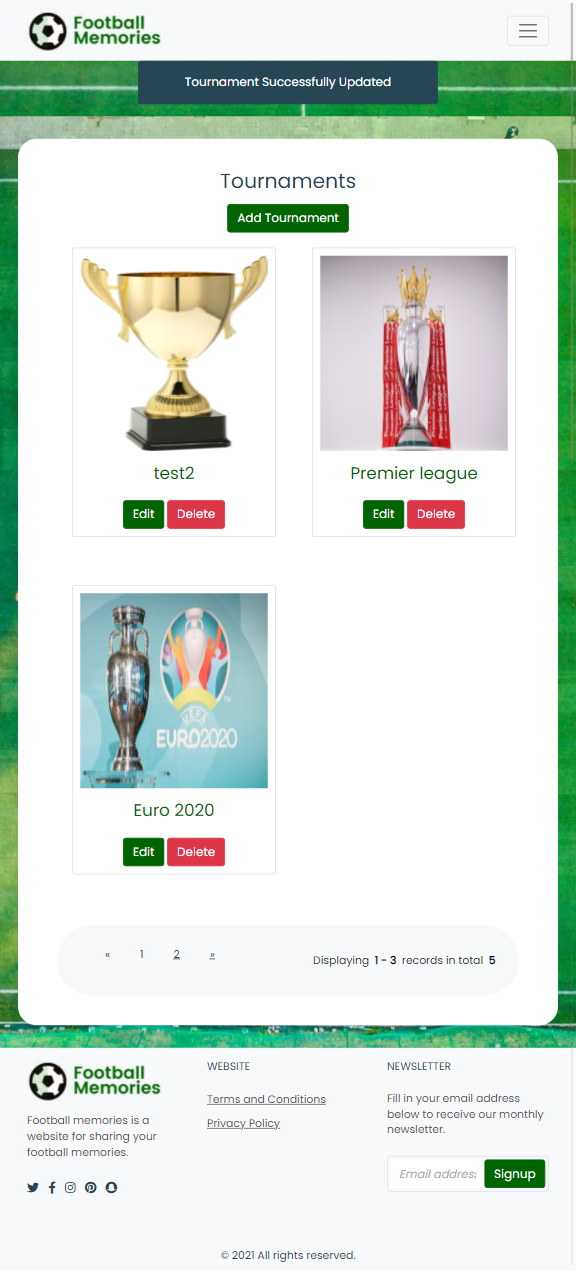 Football
Memories
Tournament Successfully Updated
Tournaments
Add Tournament
test2
Edit Delete
Premier league
Edit Delete
UEFA
EURO2020
Euro 2020
Edit Delete
« 1 2 »
Displaying 1 - 3 records in total 5
Football
Memories
Football memories is a
website for sharing your
football memories.
WEBSITE
Terms and Conditions
Privacy Policy
NEWSLETTER
Fill in your email address
below to receive our monthly
newsletter.
Email address
Signup
© 2021 All rights reserved.